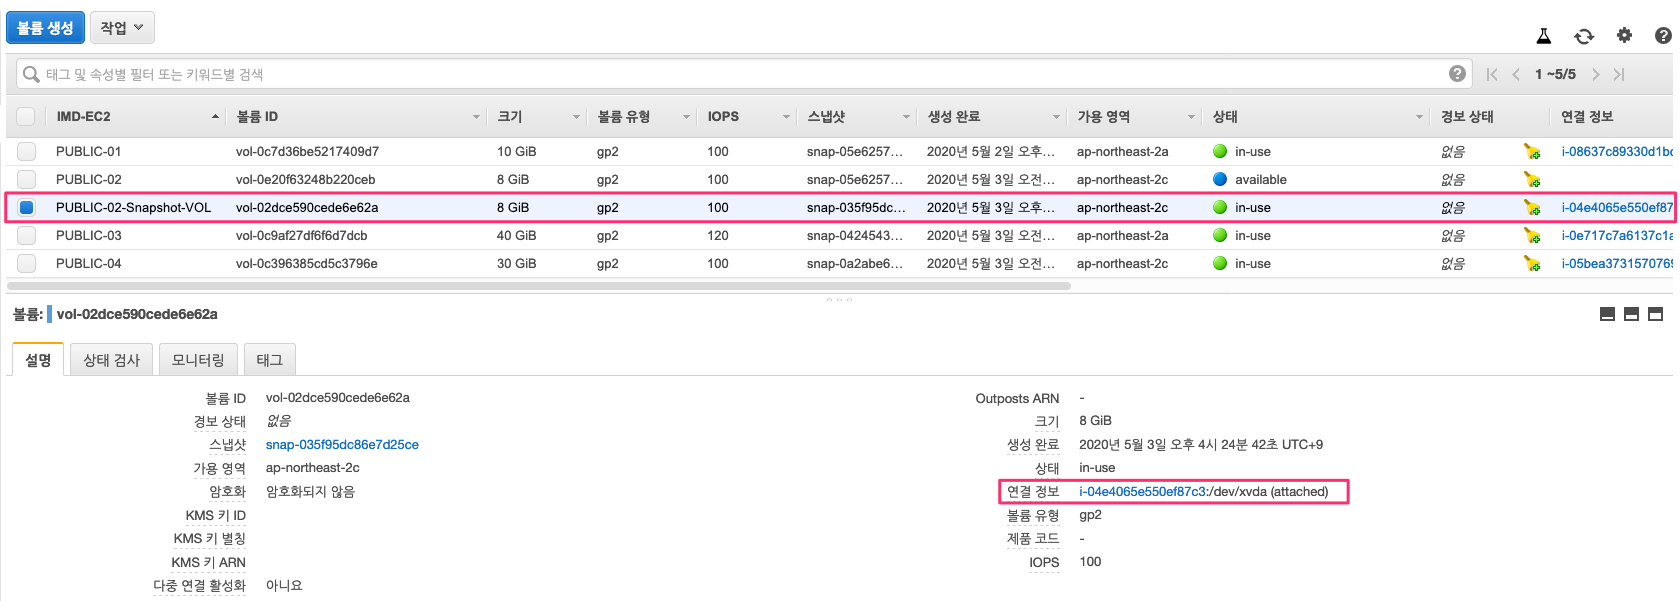 볼륨 생성 작업
태그 및 속성별 필터 또는 키워드별 검색 1 ~5/5
IMD-EC2 볼륨 ID 크기 볼륨 유형 IOPS 스냅샷 생성 완료 가용 영역 상태 경보 상태 연결 정보
PUBLIC-01 vol-0c7d36be5217409d7 10 GiB gp2 100 snap-05e6257... 2020년 5월 2일 오후... ap-northeast-2a in-use 없음 i-08637c89330d1bc
PUBLIC-02 vol-0e20f63248b220ceb 8 GiB gp2 100 snap-05e6257... 2020년 5월 3일 오전... ap-northeast-2c available 없음
PUBLIC-02-Snapshot-VOL vol-02dce590cede6e62a 8 GiB gp2 100 snap-035f95dc... 2020년 5월 3일 오후... ap-northeast-2c in-use 없음 i-04e4065e550ef87
PUBLIC-03 vol-0c9af27df6f6d7dcb 40 GiB gp2 120 snap-0424543... 2020년 5월 3일 오전... ap-northeast-2a in-use 없음 i-0e717c7a6137c1a
PUBLIC-04 vol-0c396385cd5c3796e 30 GiB gp2 100 snap-0a2abe6... 2020년 5월 3일 오전... ap-northeast-2c in-use 없음 i-05bea3731570769
볼륨: vol-02dce590cede6e62a
설명 상태 검사 모니터링 태그
볼륨 ID vol-02dce590cede6e62a Outposts ARN -
경보 상태 없음 크기 8 GiB
스냅샷 snap-035f95dc86e7d25ce 생성 완료 2020년 5월 3일 오후 4시 24분 42초 UTC+9
가용 영역 ap-northeast-2c 상태 in-use
암호화 암호화되지 않음 연결 정보 i-04e4065e550ef87c3:/dev/xvda (attached)
KMS 키 ID 볼륨 유형 gp2
KMS 키 별칭 제품 코드 -
KMS 키 ARN IOPS 100
다중 연결 활성화 아니요